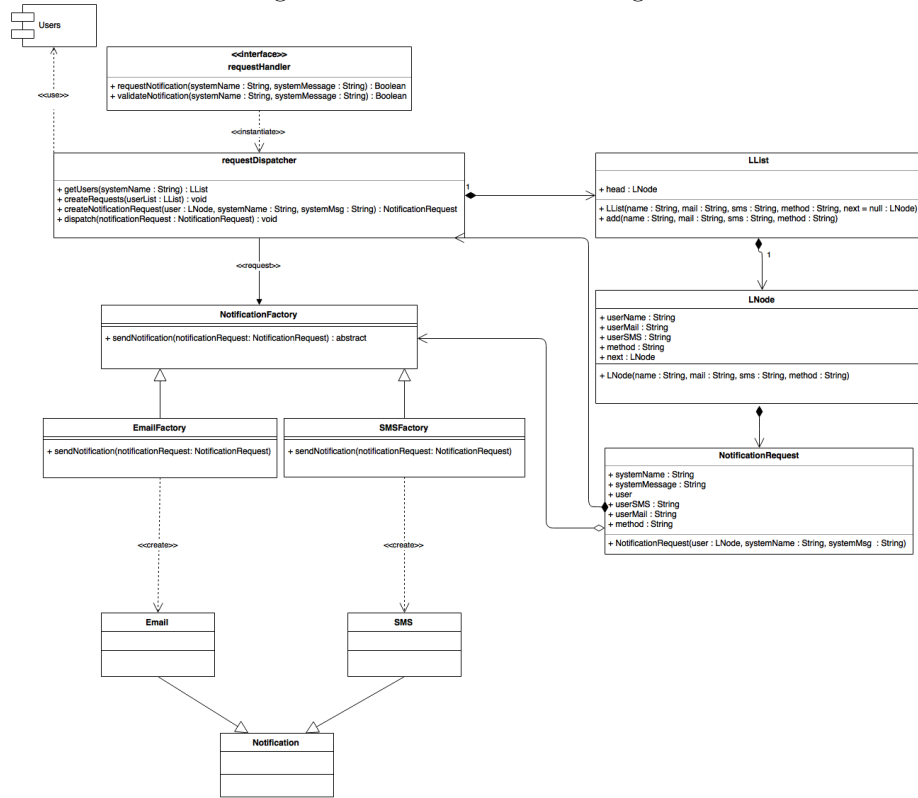 Users
<<interface>>
requestHandler
+ requestNotification(systemName : String, systemMessage : String) : Boolean
+ validateNotification(systemName : String, systemMessage : String) : Boolean
<<use>>
<<instantiate>>
requestDispatcher
+ getUsers(systemName : String) : LList
+ createRequests(userList : LList) : void
+ createNotificationRequest(user : LNode, systemName : String, systemMsg : String) : NotificationRequest
+ dispatch(notificationRequest : NotificationRequest) : void
1
LList
+ head : LNode
+ LList(name : String, mail : String, sms : String, method : String, next = null : LNode)
+ add(name : String, mail : String, sms : String, method : String)
1
<<request>>
LNode
+ userName : String
+ userMail : String
+ userSMS : String
+ method : String
+ next : LNode
+ LNode(name : String, mail : String, sms : String, method : String)
NotificationFactory
+ sendNotification(notificationRequest: NotificationRequest) : abstract
EmailFactory
+ sendNotification(notificationRequest: NotificationRequest)
SMSFactory
+ sendNotification(notificationRequest: NotificationRequest)
NotificationRequest
+ systemName : String
+ systemMessage : String
+ user
+ userSMS : String
+ userMail : String
+ method : String
+ NotificationRequest(user : LNode, systemName : String, systemMsg : String)
<<create>>
<<create>>
Email
SMS
Notification